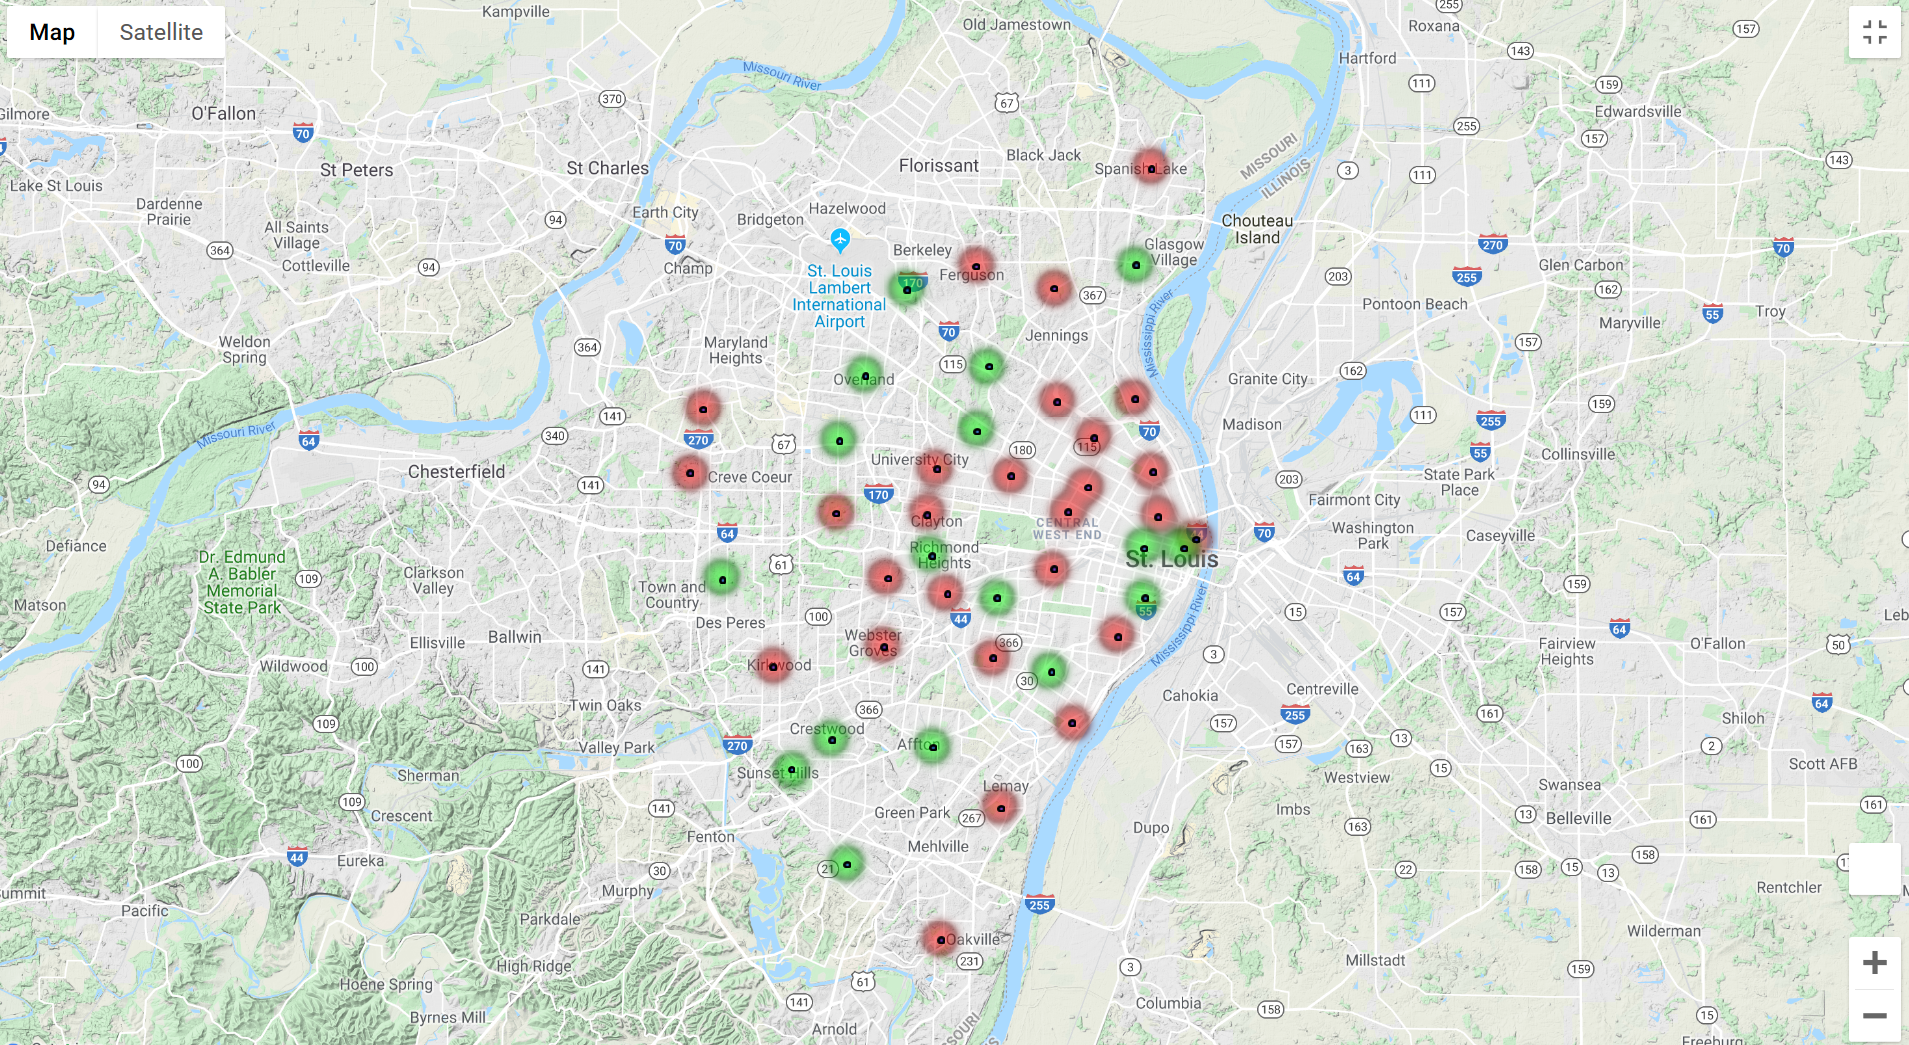 Map
Satellite
Kampville
Old Jamestown
Roxana
255
157
143
Hartford
Missouri River
111
159
Edwardsville
370
67
O'Fallon
Gilmore
70
255
157
Black Jack
Florissant
Spanish Lake
MISSOURI
ILLINOIS
143
St Peters
St Charles
3
111
Lake St Louis
Dardenne
Prairie
94
Earth City
Bridgeton
Hazelwood
Chouteau
Island
All Saints
Village
364
70
Berkeley
Glasgow
Village
270
70
Cottleville
94
Champ
Ferguson
Glen Carbon
203
255
170
St. Louis
Lambert
International
Airport
367
162
Pontoon Beach
55
Troy
Maryville
70
Mississippi River
Jennings
Weldon
Spring
364
Maryland
Heights
157
115
162
Overland
Granite City
159
141
111
255
Missouri River
64
340
270
67
70
Madison
115
180
55
Collinsville
University City
Chesterfield
94
141
Creve Coeur
170
203
State Park
Place
Fairmont City
Clayton
CENTRAL
WEST END
64
70
Washington
Park
Caseyville
Defiance
Richmond
Heights
St. Louis
Dr. Edmund
A. Babler
Memorial
State Park
109
Clarkson
Valley
61
64
159
Town and
Country
Matson
100
44
55
15
157
Leb
Des Peres
Ellisville
Ballwin
Webster
Groves
366
Mississippi River
3
64
Fairview
Heights
O'Fallon
50
Wildwood
100
141
Kirkwood
30
Cahokia
Centreville
Twin Oaks
366
64
109
Crestwood
157
255
161
Shiloh
Valley Park
270
Affton
157
163
13
2
100
Sunset Hills
Sherman
15
Scott AFB
Westview
Swansea
Lemay
109
Crescent
141
Green Park
267
Imbs
161
13
Belleville
161
Fenton
Dupo
163
44
Eureka
Mehlville
158
21
30
22
158
15
13
Summit
Murphy
Rentchler
Pacific
255
Parkdale
Oakville
Wilderman
231
High Ridge
3
Millstadt
159
Hoene Spring
61
141
Columbia
158
Byrnes Mill
Arnold
15
Freeburg